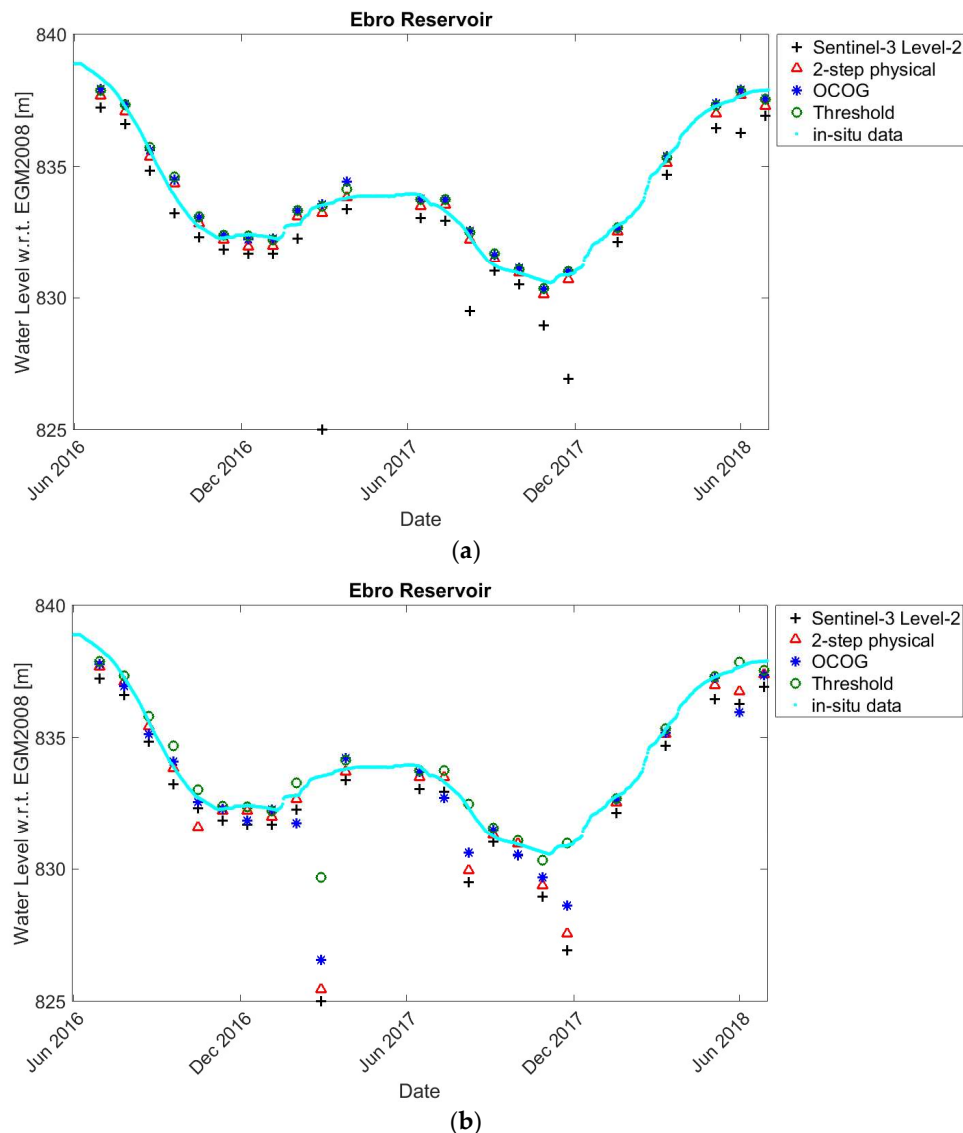 Ebro Reservoir
840
835
830
825
Water Level w.r.t. EGM2008 [m]
Jun 2016
Dec 2016
Jun 2017
Dec 2017
Jun 2018
Date
Sentinel-3 Level-2
2-step physical
OCOG
Threshold
in-situ data
(a)
Ebro Reservoir
840
835
830
825
Water Level w.r.t. EGM2008 [m]
Jun 2016
Dec 2016
Jun 2017
Dec 2017
Jun 2018
Date
Sentinel-3 Level-2
2-step physical
OCOG
Threshold
in-situ data
(b)